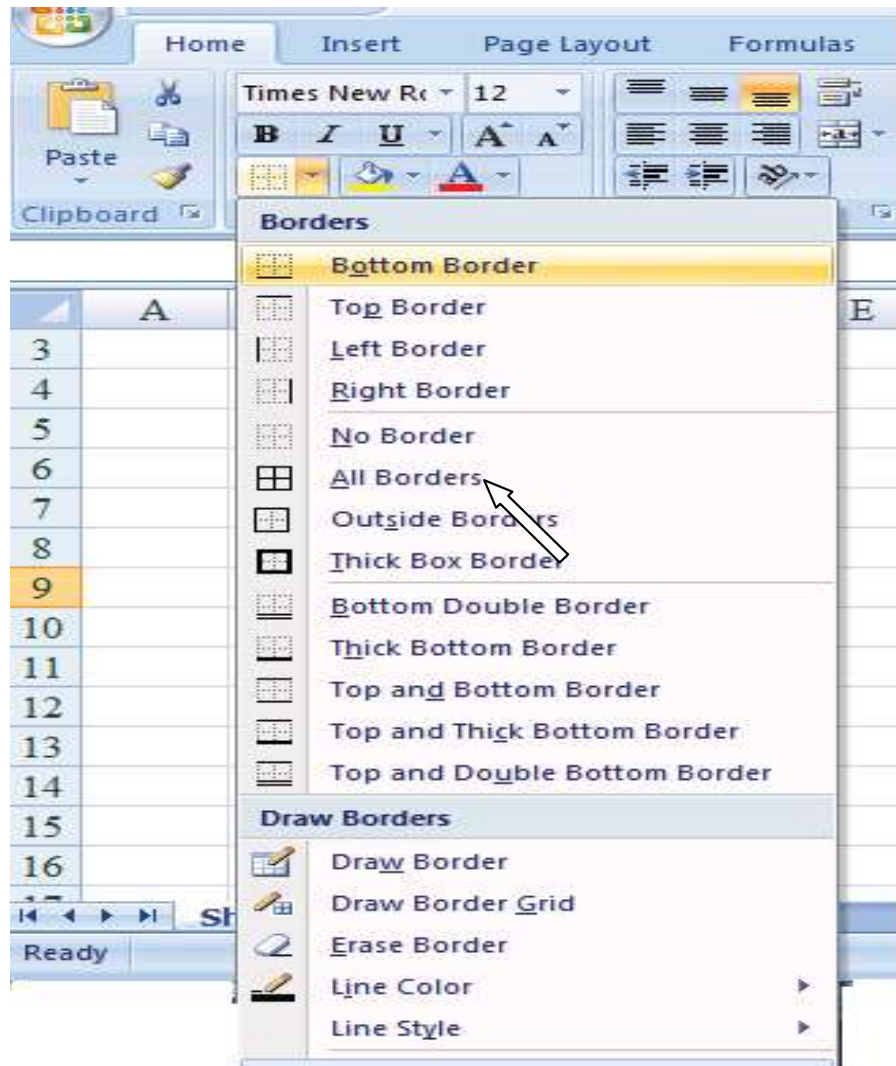 Home Insert Page Layout Formulas
Times New R 12
B I U A A
Paste
A
Clipboard
Borders
Bottom Border
A E
Top Border
3 Left Border
4 Right Border
5 No Border
6 All Borders
7 Outside Borders
8 Thick Box Border
9
10 Bottom Double Border
11 Thick Bottom Border
12 Top and Bottom Border
13 Top and Thick Bottom Border
14 Top and Double Bottom Border
15 Draw Borders
16 Draw Border
Sh Draw Border Grid
Ready Erase Border
Line Color
Line Style